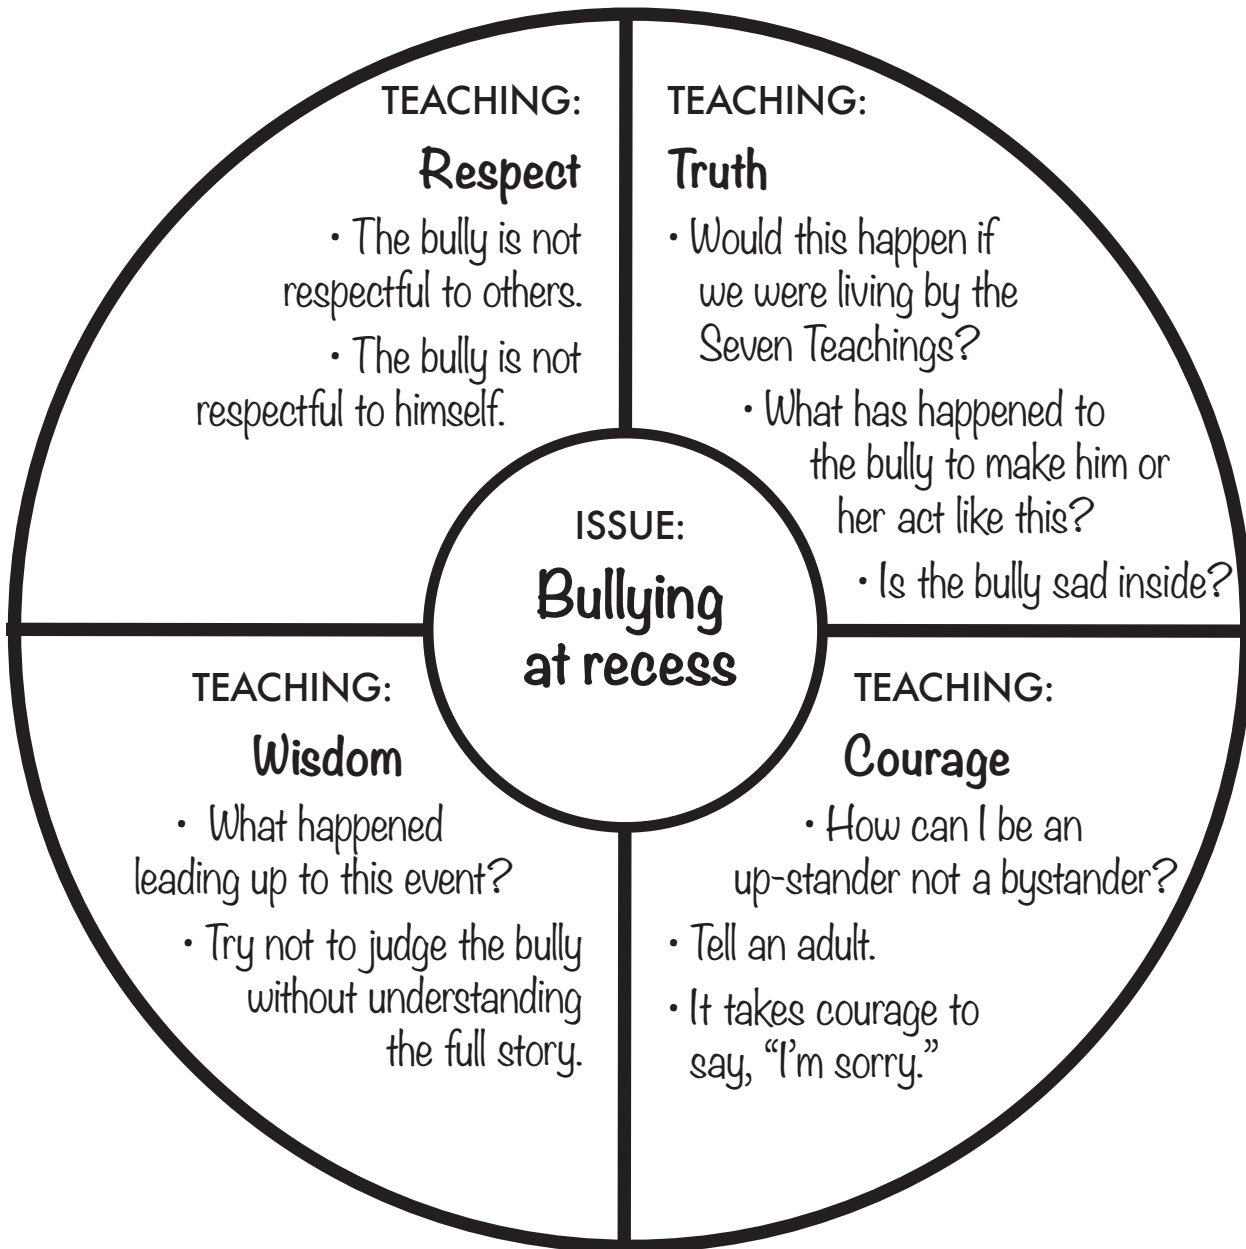 TEACHING:
Respect
• The bully is not
respectful to others.
• The bully is not
respectful to himself.
TEACHING:
Truth
• Would this happen if
we were living by the
Seven Teachings?
• What has happened to
the bully to make him or
her act like this?
• Is the bully sad inside?
ISSUE:
Bullying
at recess
TEACHING:
Wisdom
• What happened
leading up to this event?
• Try not to judge the bully
without understanding
the full story.
TEACHING:
Courage
• How can I be an
up-stander not a bystander?
• Tell an adult.
• It takes courage to
say, “I’m sorry.”